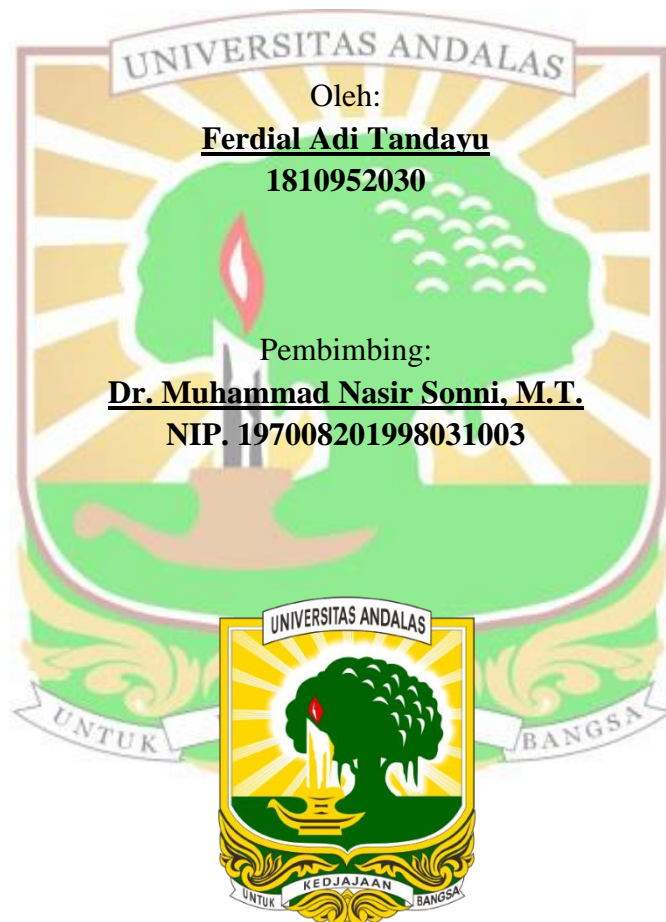 UNIVERSITAS ANDALAS
Oleh:
Ferdial Adi Tandayu
1810952030
Pembimbing:
Dr. Muhammad Nasir Sonni, M.T.
NIP. 197008201998031003
UNIVERSITAS ANDALAS
UNTUK BANGSA
UNTUK KEDJAJAAN BANGSA